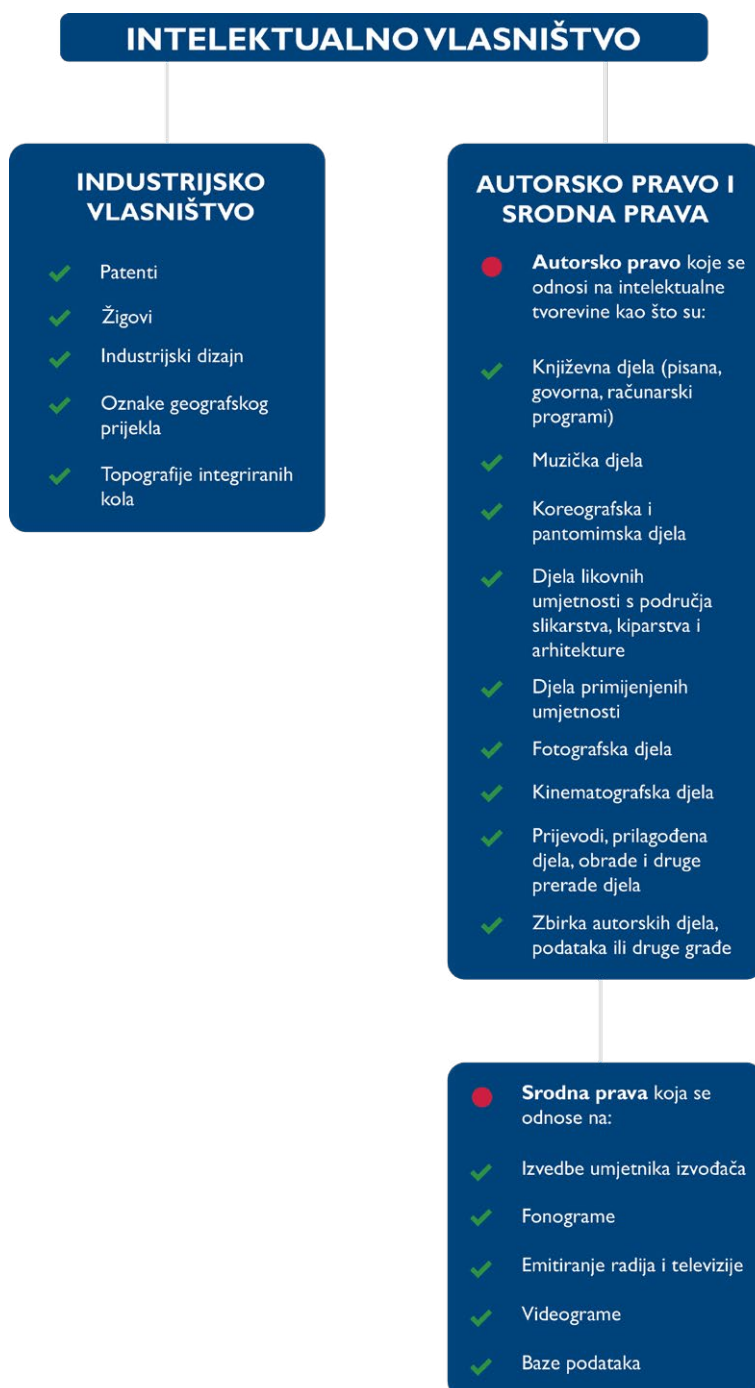 INTELEKTUALNO VLASNIŠTVO
INDUSTRIJSKO
VLASNIŠTVO
Patenti
Žigovi
Industrijski dizajn
Oznake geografskog
prijekla
Topografije integriranih
kola
AUTORSKO PRAVO I
SRODNA PRAVA
Autorsko pravo koje se
odnosi na intelektualne
tvorevine kao što su:
Književna djela (pisana,
govorna, računarski
programi)
Muzička djela
Koreografska i
pantomimska djela
Djela likovnih
umjetnosti s područja
slikarstva, kiparstva i
arhitekture
Djela primijenjenih
umjetnosti
Fotografska djela
Kinematografska djela
Prijevodi, prilagođena
djela, obrade i druge
prerade djela
Zbirka autorskih djela,
podataka ili druge građe
Srodna prava koja se
odnose na:
Izvedbe umjetnika izvođača
Fonograme
Emitiranje radija i televizije
Videograme
Baze podataka